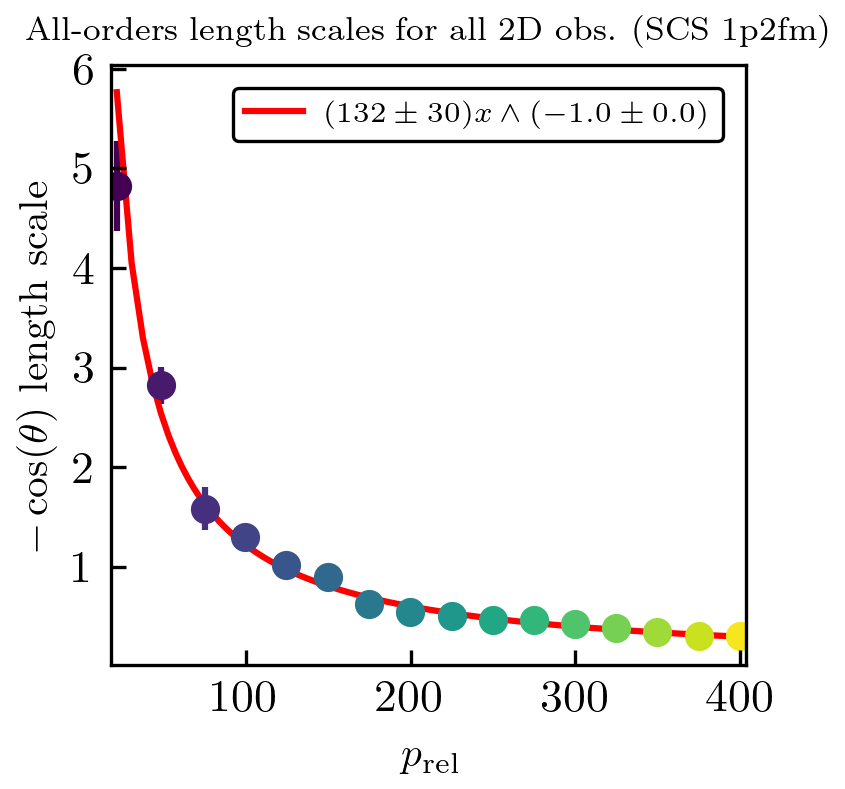 All-orders length scales for all 2D obs. (SCS 1p2fm)
(132 ± 30)x ∧ (−1.0 ± 0.0)
− cos(θ) length scale
6
5
4
3
2
1
100 200 300 400
p_rel